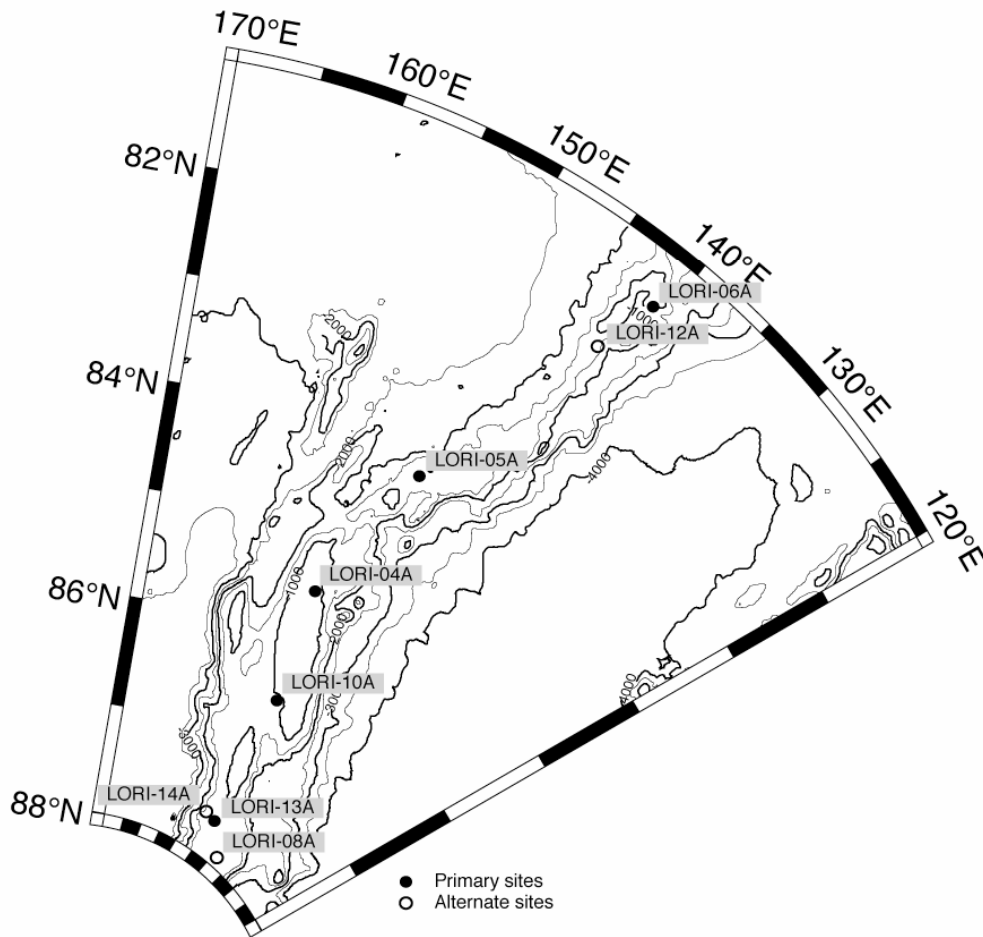 170°E
160°E
150°E
140°E
130°E
120°E
82°N
84°N
86°N
88°N
LORI-06A
-1000
LORI-12A
2000
2000
LORI-05A
-4000
-1000
LORI-04A
2000
LORI-10A
-3000
-4000
LORI-14A
LORI-13A
LORI-08A
Primary sites
Alternate sites